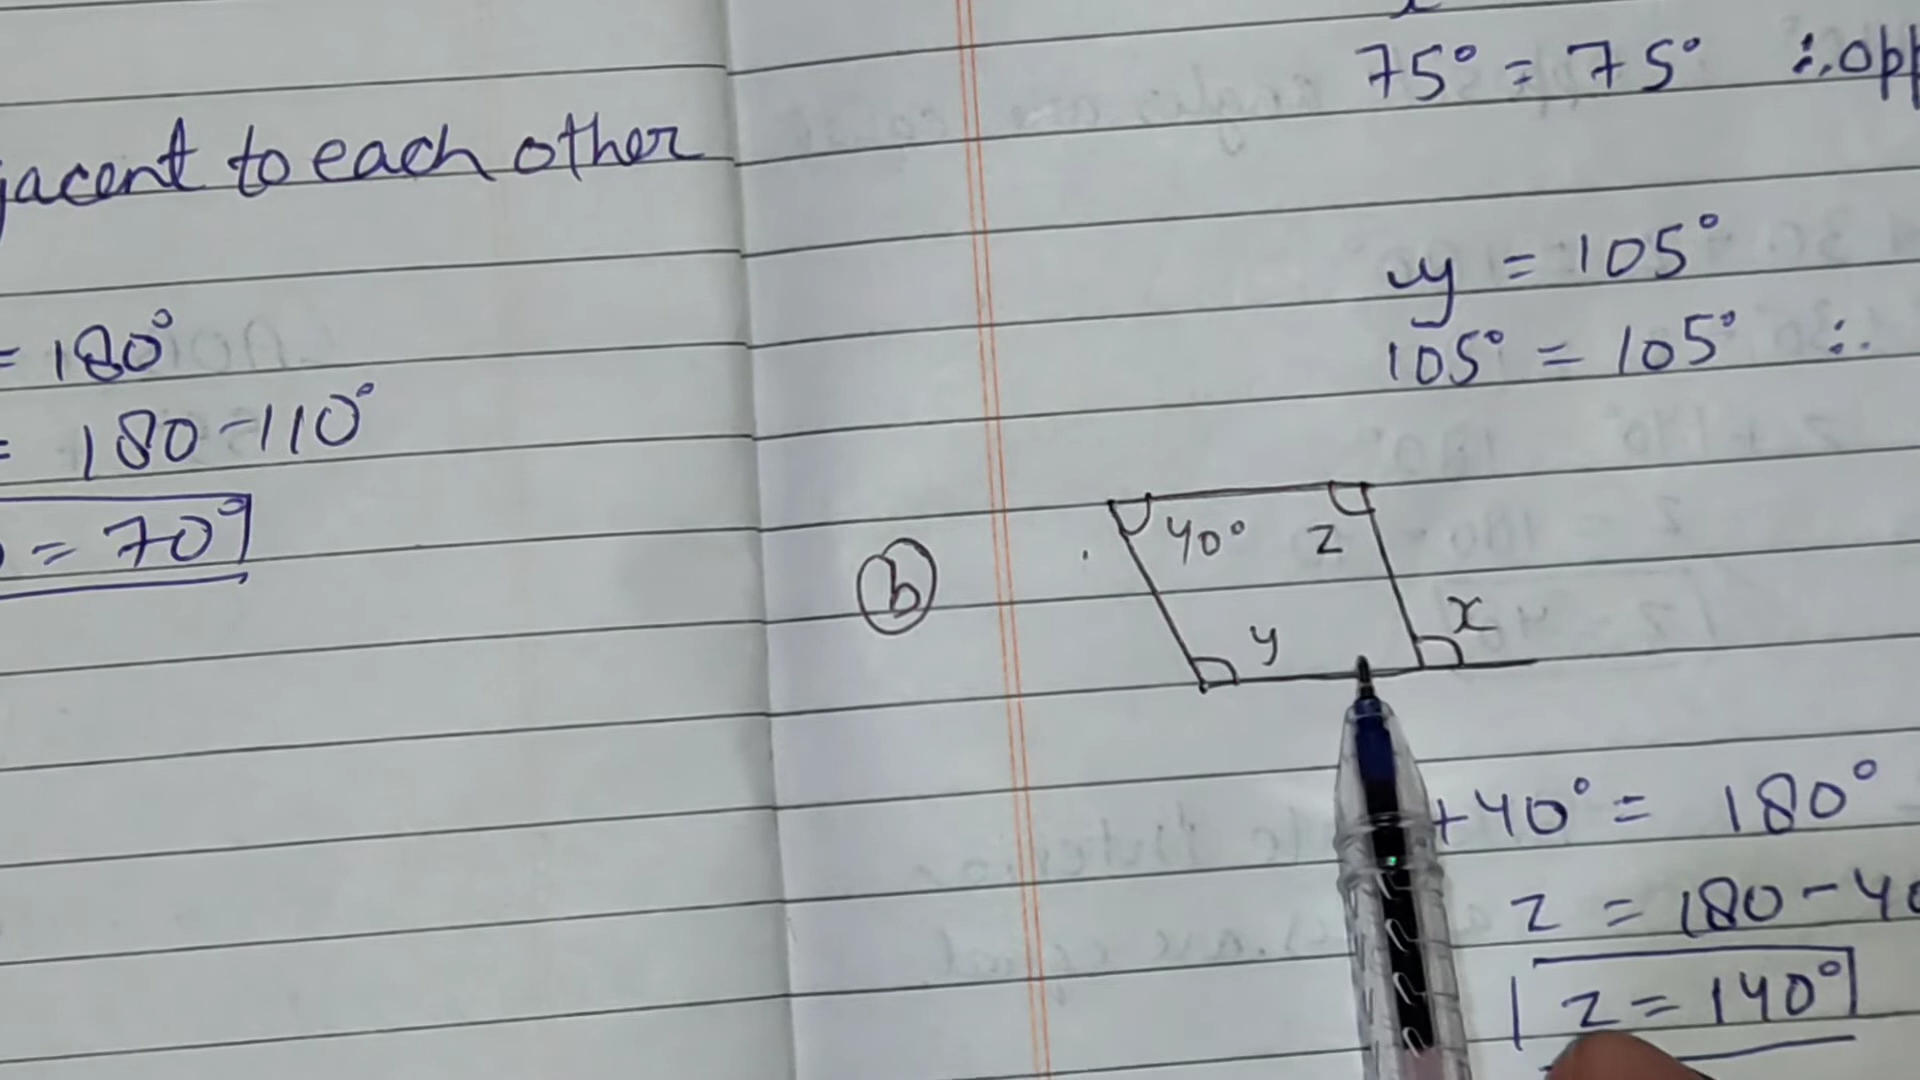 jacent to each other
= 180°
= 180-110°
= 70°
75° = 75° ∴ opp
y = 105°
105° = 105° ∴
b
40° z
y x
+40° = 180°
z = 180-40
z = 140°